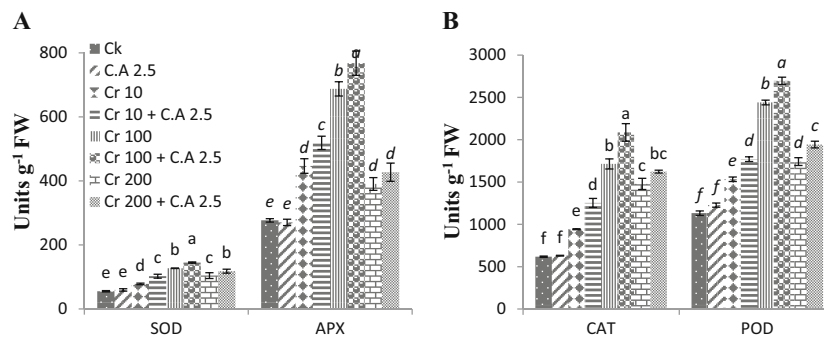 A
Units g⁻¹ FW
800
600
400
200
0
Ck
C.A 2.5
Cr 10
Cr 10 + C.A 2.5
Cr 100
Cr 100 + C.A 2.5
Cr 200
Cr 200 + C.A 2.5
e e d c b a c b
e e d c b a d d
SOD APX
B
Units g⁻¹ FW
3000
2500
2000
1500
1000
500
0
f f e d b a c bc
f f e d b a d c
CAT POD